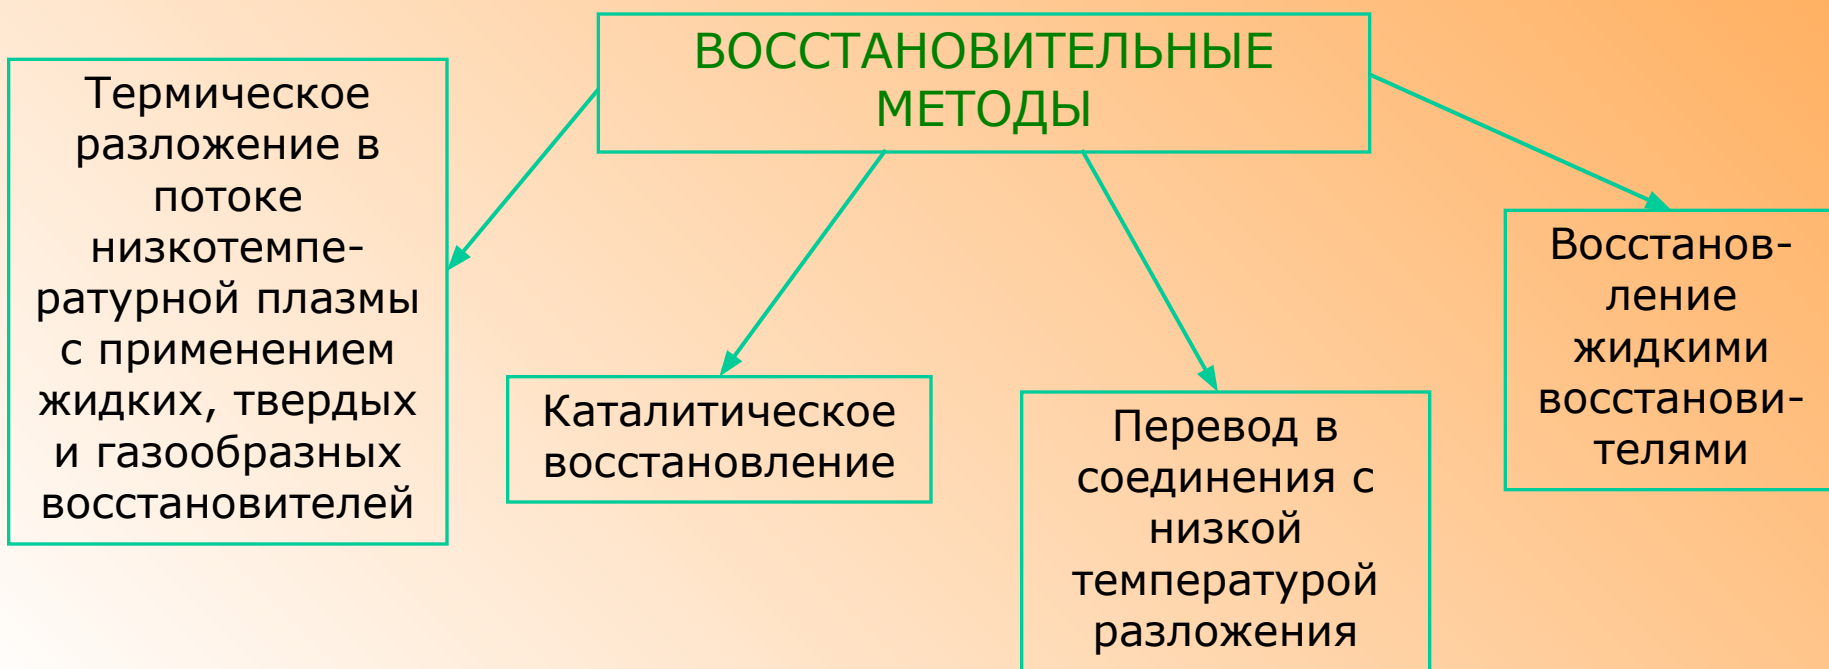 ВОССТАНОВИТЕЛЬНЫЕ
МЕТОДЫ
Термическое
разложение в
потоке
низкотемпе-
ратурной плазмы
с применением
жидких, твердых
и газообразных
восстановителей
Каталитическое
восстановление
Перевод в
соединения с
низкой
температурой
разложения
Восстанов-
ление
жидкими
восстанови-
телями